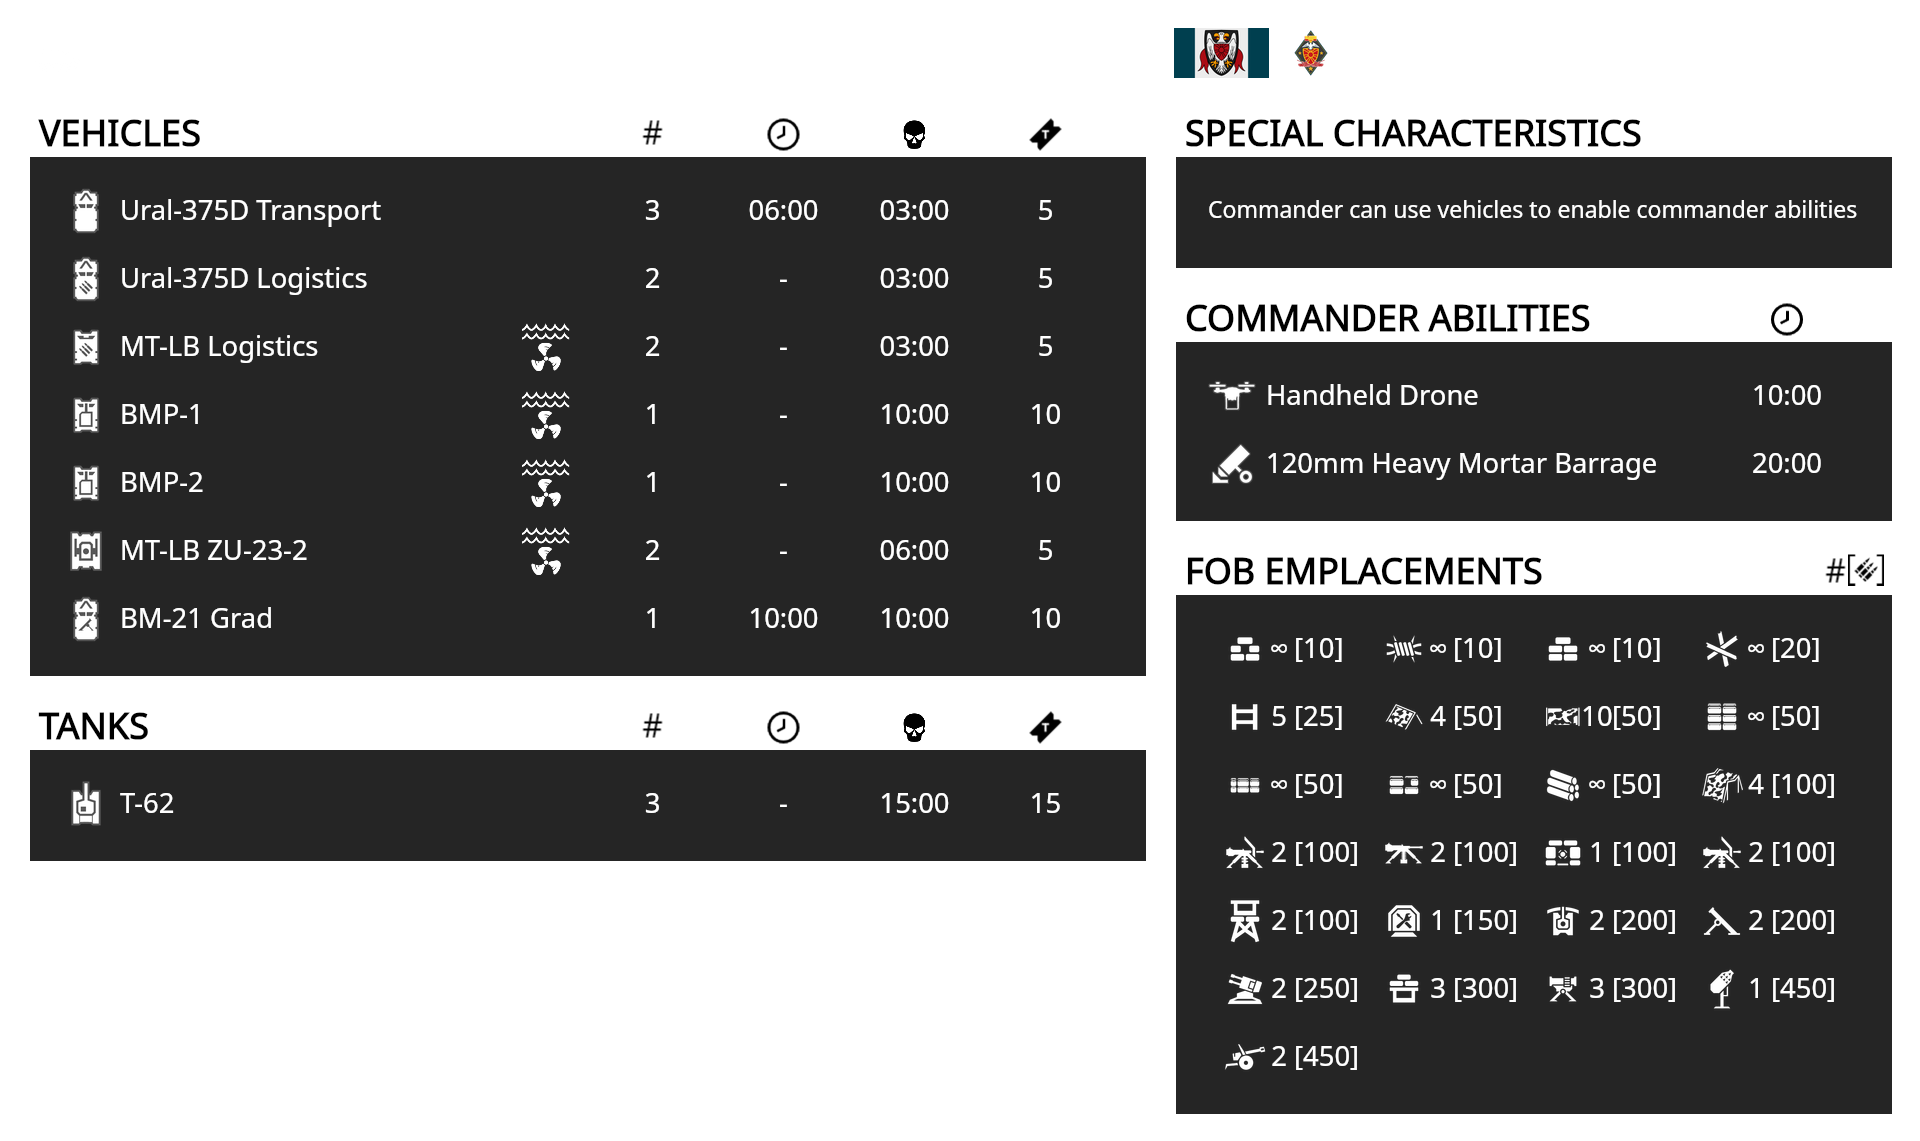 VEHICLES #
Ural-375D Transport 3 06:00 03:00 5
Ural-375D Logistics 2 - 03:00 5
MT-LB Logistics 2 - 03:00 5
BMP-1 1 - 10:00 10
BMP-2 1 - 10:00 10
MT-LB ZU-23-2 2 - 06:00 5
BM-21 Grad 1 10:00 10:00 10
TANKS #
T-62 3 - 15:00 15
SPECIAL CHARACTERISTICS
Commander can use vehicles to enable commander abilities
COMMANDER ABILITIES
Handheld Drone 10:00
120mm Heavy Mortar Barrage 20:00
FOB EMPLACEMENTS #[ ]
∞ [10] ∞ [10] ∞ [10] ∞ [20]
5 [25] 4 [50] 10[50] ∞ [50]
∞ [50] ∞ [50] ∞ [50] 4 [100]
2 [100] 2 [100] 1 [100] 2 [100]
2 [100] 1 [150] 2 [200] 2 [200]
2 [250] 3 [300] 3 [300] 1 [450]
2 [450]